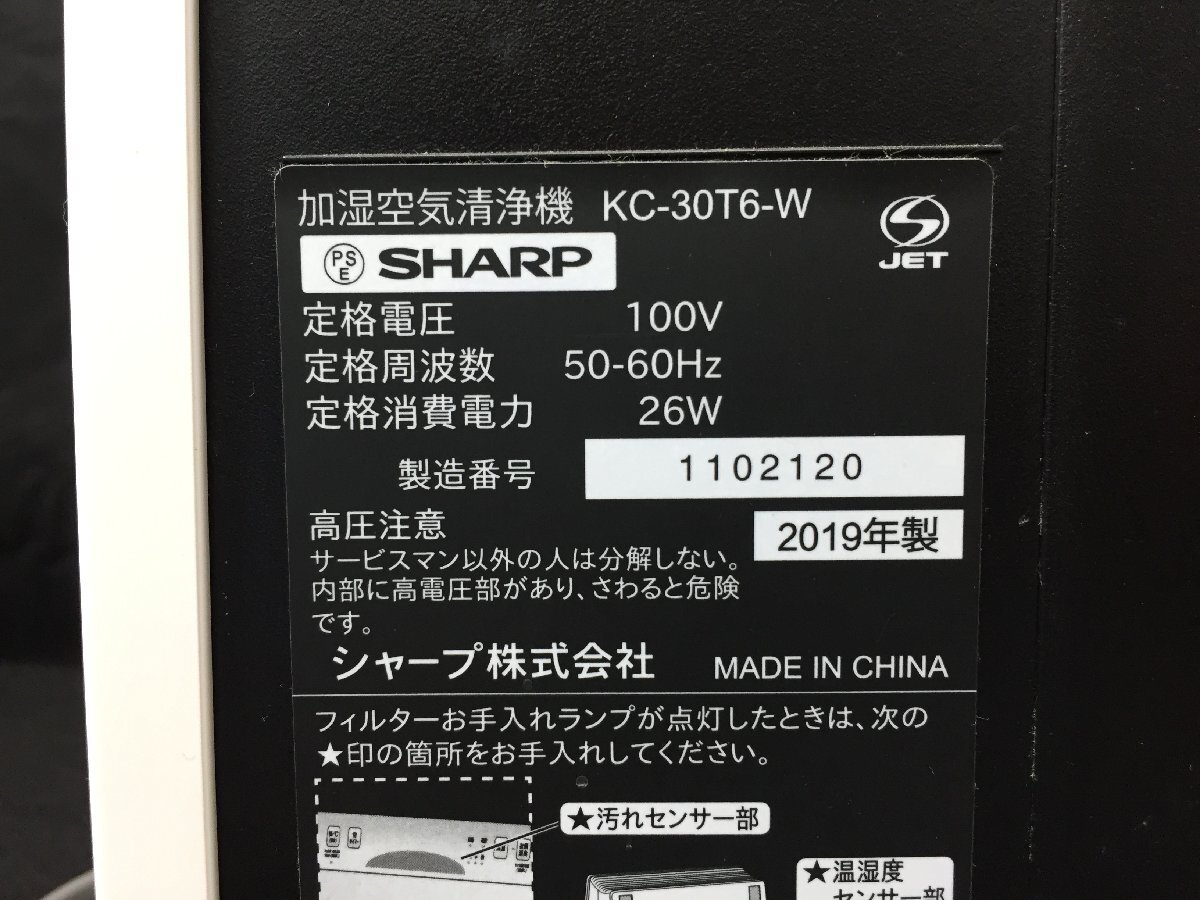 加湿空気清浄機 KC-30T6-W
PS
E
SHARP
JET
定格電圧 100V
定格周波数 50-60Hz
定格消費電力 26W
製造番号 1102120
高圧注意
2019年製
サービスマン以外の人は分解しない。
内部に高電圧部があり、さわると危険
です。
シャープ株式会社 MADE IN CHINA
フィルターお手入れランプが点灯したときは、次の
★印の箇所をお手入れしてください。
★汚れセンサー部
★温湿度
センサー部